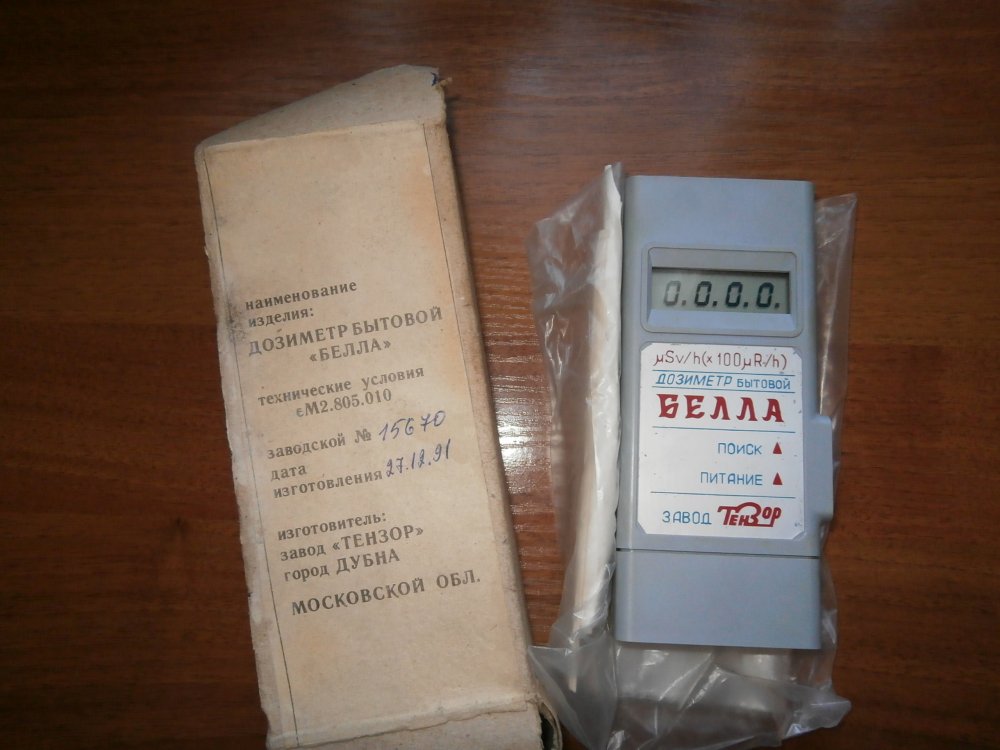 наименование
изделия:
ДОЗИМЕТР БЫТОВОЙ
«БЕЛЛА»
технические условия
еМ2.805.010
заводской № 15670
дата
изготовления 27.12.91
изготовитель:
завод «ТЕНЗОР»
город ДУБНА
МОСКОВСКОЙ ОБЛ.
0.0.0.0.
µSv/h(x100µR/h)
ДОЗИМЕТР БЫТОВОЙ
БЕЛЛА
ПОИСК ▲
ПИТАНИЕ ▲
ЗАВОД ТЕНЗОР